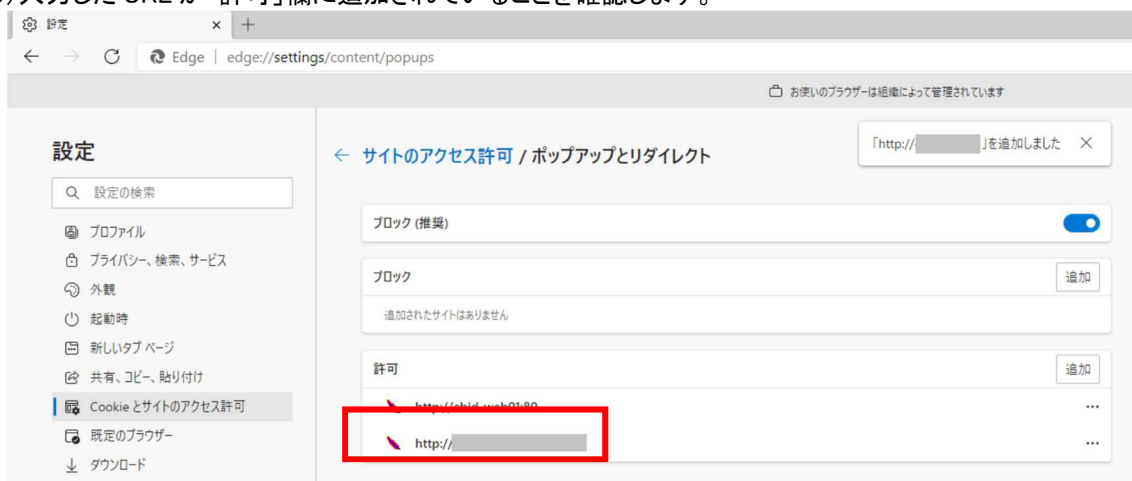 入力した URL が「許可」欄に追加されていることを確認します。
設定
Edge | edge://settings/content/popups
お使いのブラウザーは組織によって管理されています
設定
サイトのアクセス許可 / ポップアップとリダイレクト
「http:// 」を追加しました
設定の検索
プロファイル
プライバシー、検索、サービス
外観
起動時
新しいタブ ページ
共有、コピー、貼り付け
Cookie とサイトのアクセス許可
既定のブラウザー
ダウンロード
ブロック (推奨)
ブロック
追加
追加されたサイトはありません
許可
追加
http://